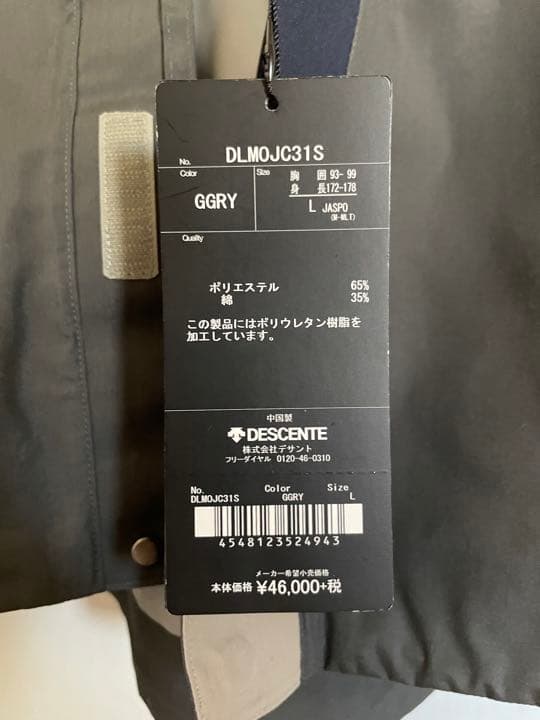 No. DLMOJC31S
Color GGRY
Size 胸 囲 93-99
身 長172-178
L JASPO
(M-MLT)
Quality
ポリエステル 65%
綿 35%
この製品にはポリウレタン樹脂を
加工しています。
中国製
DESCENTE
株式会社デサント
フリーダイヤル 0120-46-0310
No. Color Size
DLMOJC31S GGRY L
4548123524943
メーカー希望小売価格
本体価格 ¥46,000+税